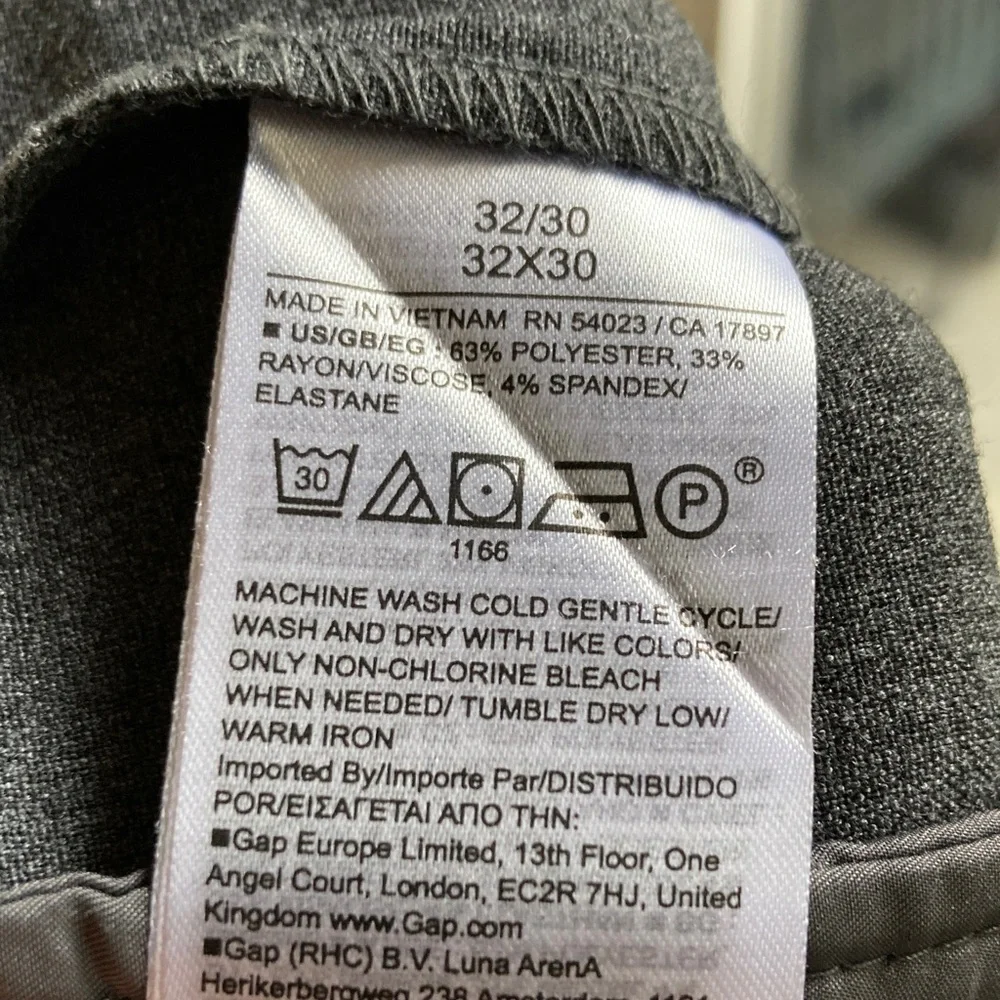 32/30
32X30
MADE IN VIETNAM RN 54023 / CA 17897
■ US/GB/EG : 63% POLYESTER, 33%
RAYON/VISCOSE, 4% SPANDEX/
ELASTANE
30 P ®
1166
MACHINE WASH COLD GENTLE CYCLE/
WASH AND DRY WITH LIKE COLORS/
ONLY NON-CHLORINE BLEACH
WHEN NEEDED/ TUMBLE DRY LOW/
WARM IRON
Imported By/Importe Par/DISTRIBUIDO
POR/ΕΙΣΑΓΕΤΑΙ ΑΠΟ ΤΗΝ:
■Gap Europe Limited, 13th Floor, One
Angel Court, London, EC2R 7HJ, United
Kingdom www.Gap.com
■Gap (RHC) B.V. Luna ArenA
Herikerbergweg 238 Amsterdam